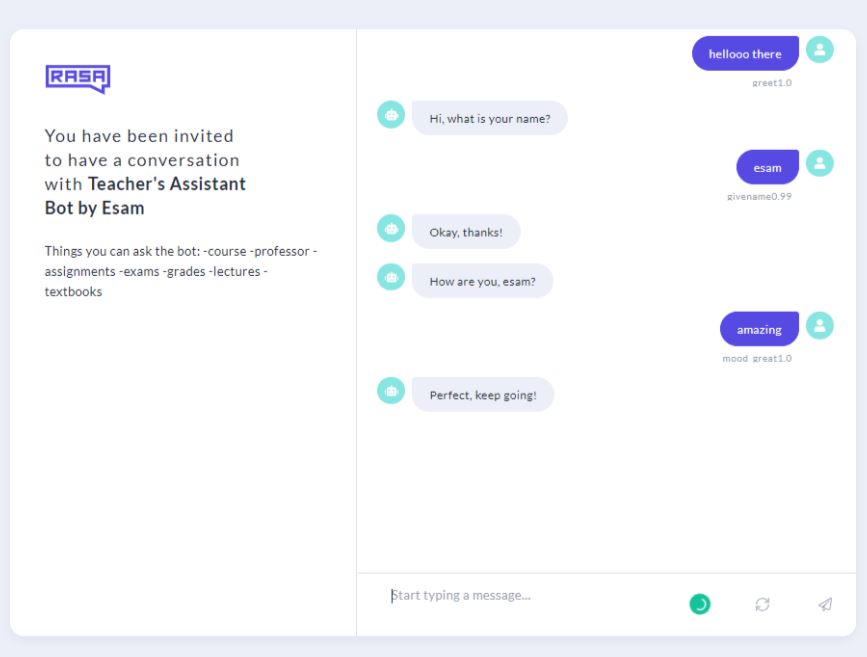 RASA
You have been invited
to have a conversation
with Teacher's Assistant
Bot by Esam
Things you can ask the bot: -course -professor -
assignments -exams -grades -lectures -
textbooks
hellooo there
greet1.0
Hi, what is your name?
esam
givename0.99
Okay, thanks!
How are you, esam?
amazing
mood_great1.0
Perfect, keep going!
Start typing a message...